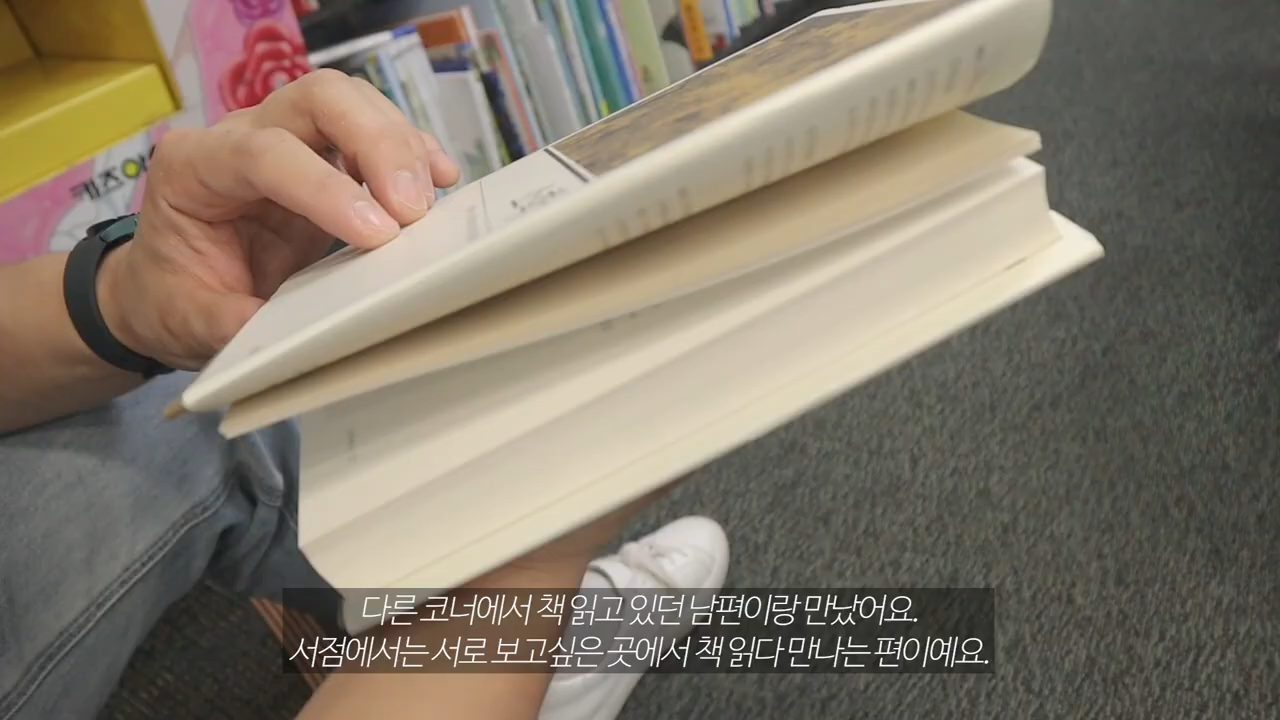 다른 코너에서 책 읽고 있던 남편이랑 만났어요.
서점에서는 서로 보고싶은 곳에서 책 읽다 만나는 편이예요.